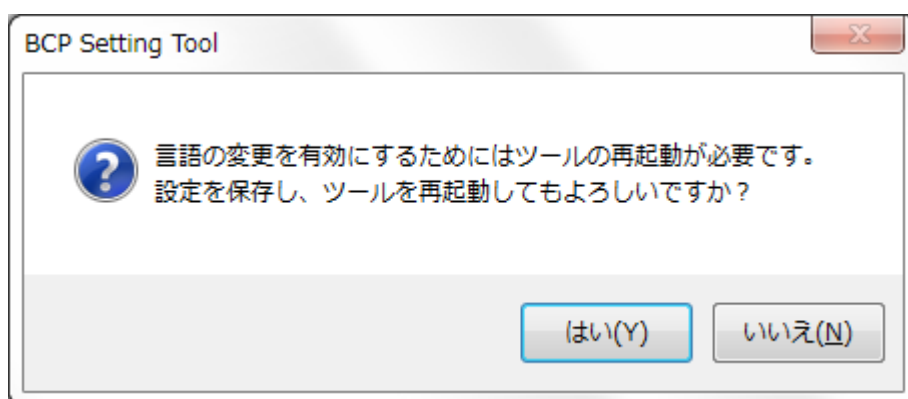 BCP Setting Tool
言語の変更を有効にするためにはツールの再起動が必要です。
設定を保存し、ツールを再起動してもよろしいですか？
はい(Y)
いいえ(N)